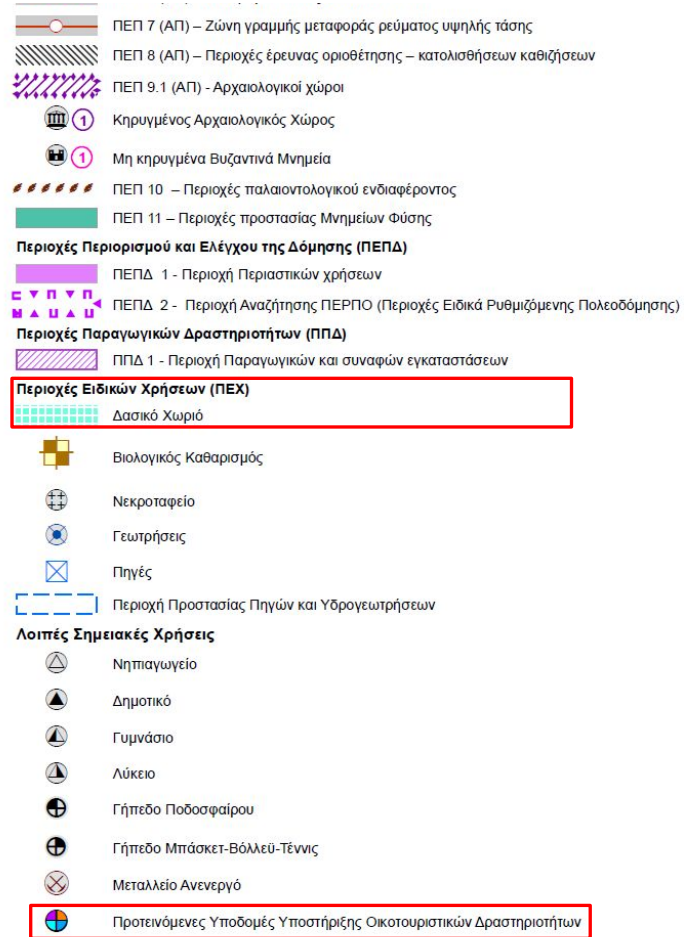 ΠΕΠ 7 (ΑΠ) – Ζώνη γραμμής μεταφοράς ρεύματος υψηλής τάσης
ΠΕΠ 8 (ΑΠ) – Περιοχές έρευνας οριοθέτησης – κατολισθήσεων καθιζήσεων
ΠΕΠ 9.1 (ΑΠ) - Αρχαιολογικοί χώροι
1 Κηρυγμένος Αρχαιολογικός Χώρος
1 Μη κηρυγμένα Βυζαντινά Μνημεία
ΠΕΠ 10 – Περιοχές παλαιοντολογικού ενδιαφέροντος
ΠΕΠ 11 – Περιοχές προστασίας Μνημείων Φύσης
Περιοχές Περιορισμού και Ελέγχου της Δόμησης (ΠΕΠΔ)
ΠΕΠΔ 1 - Περιοχή Περιαστικών χρήσεων
ΠΕΠΔ 2 - Περιοχή Αναζήτησης ΠΕΡΠΟ (Περιοχές Ειδικά Ρυθμιζόμενης Πολεοδόμησης)
Περιοχές Παραγωγικών Δραστηριοτήτων (ΠΠΔ)
ΠΠΔ 1 - Περιοχή Παραγωγικών και συναφών εγκαταστάσεων
Περιοχές Ειδικών Χρήσεων (ΠΕΧ)
Δασικό Χωριό
Βιολογικός Καθαρισμός
Νεκροταφείο
Γεωτρήσεις
Πηγές
Περιοχή Προστασίας Πηγών και Υδρογεωτρήσεων
Λοιπές Σημειακές Χρήσεις
Νηπιαγωγείο
Δημοτικό
Γυμνάσιο
Λύκειο
Γήπεδο Ποδοσφαίρου
Γήπεδο Μπάσκετ-Βόλλεϋ-Τέννις
Μεταλλείο Ανενεργό
Προτεινόμενες Υποδομές Υποστήριξης Οικοτουριστικών Δραστηριοτήτων